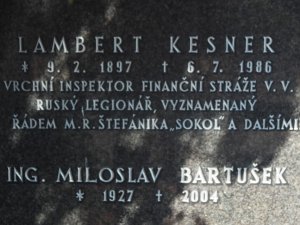 LAMBERT KESNER
* 9. 2. 1897 † 6. 7. 1986
VRCHNÍ INSPEKTOR FINANČNÍ STRÁŽE V. V.
RUSKÝ LEGIONÁŘ, VYZNAMENANÝ
ŘÁDEM M.R. ŠTEFÁNIKA „SOKOL" A DALŠÍMI
ING. MILOSLAV BARTUŠEK
* 1927 † 2004